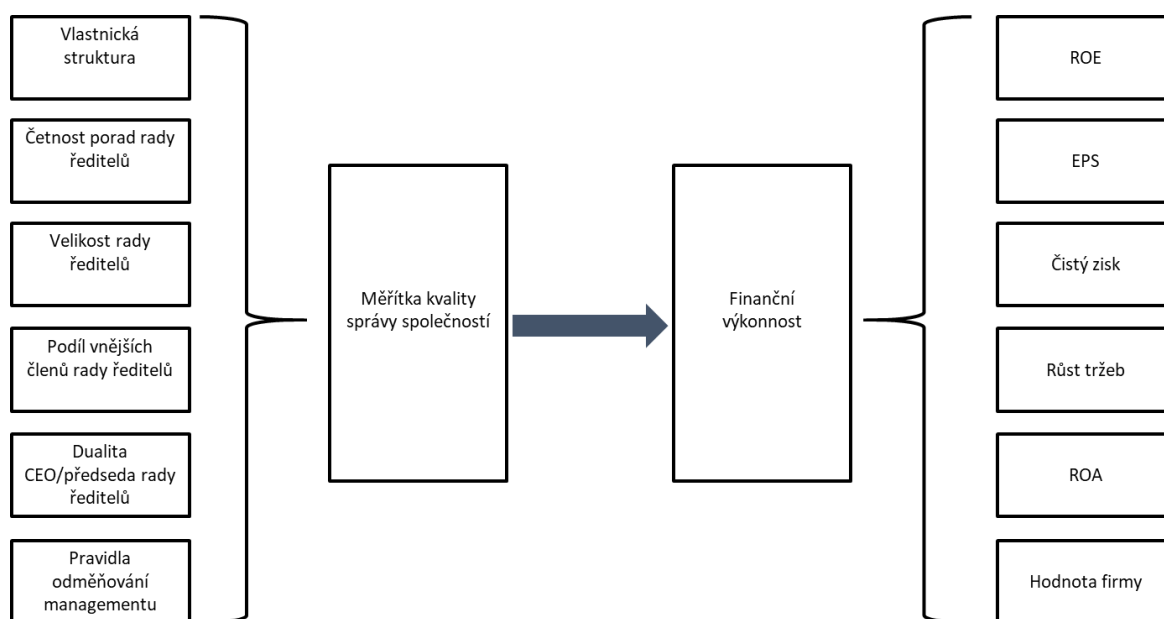 Vlastnická
struktura
Četnost porad rady
ředitelů
Velikost rady
ředitelů
Podíl vnějších
členů rady ředitelů
Dualita
CEO/předseda rady
ředitelů
Pravidla
odměňování
managementu
Měřítka kvality
správy společností
Finanční
výkonnost
ROE
EPS
Čistý zisk
Růst tržeb
ROA
Hodnota firmy